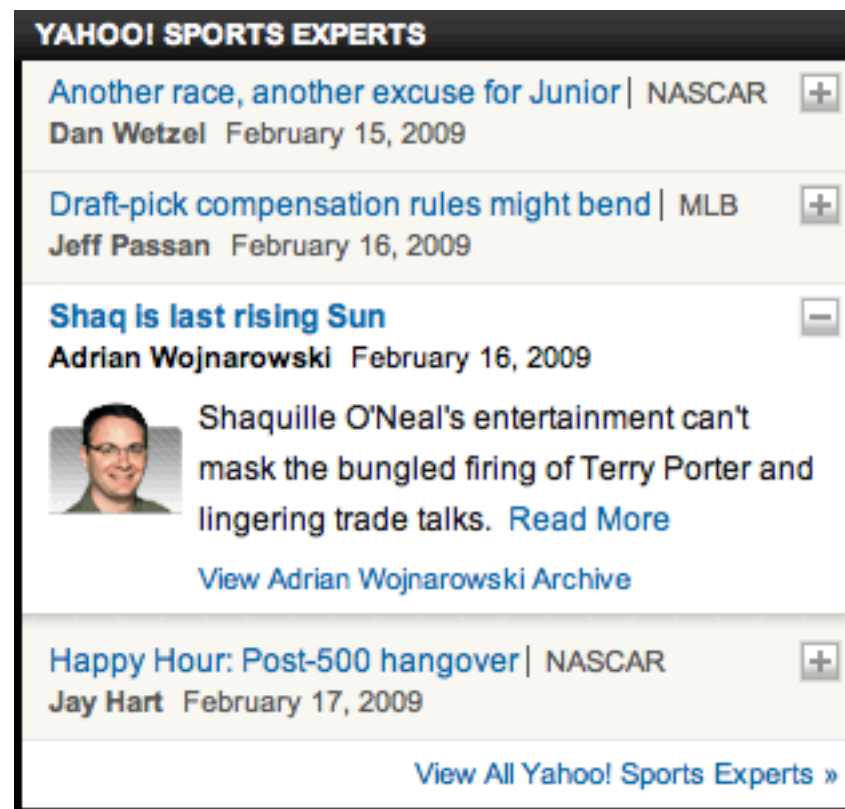 YAHOO! SPORTS EXPERTS
Another race, another excuse for Junior | NASCAR
Dan Wetzel February 15, 2009
Draft-pick compensation rules might bend | MLB
Jeff Passan February 16, 2009
Shaq is last rising Sun
Adrian Wojnarowski February 16, 2009
Shaquille O'Neal's entertainment can't
mask the bungled firing of Terry Porter and
lingering trade talks. Read More
View Adrian Wojnarowski Archive
Happy Hour: Post-500 hangover | NASCAR
Jay Hart February 17, 2009
View All Yahoo! Sports Experts »